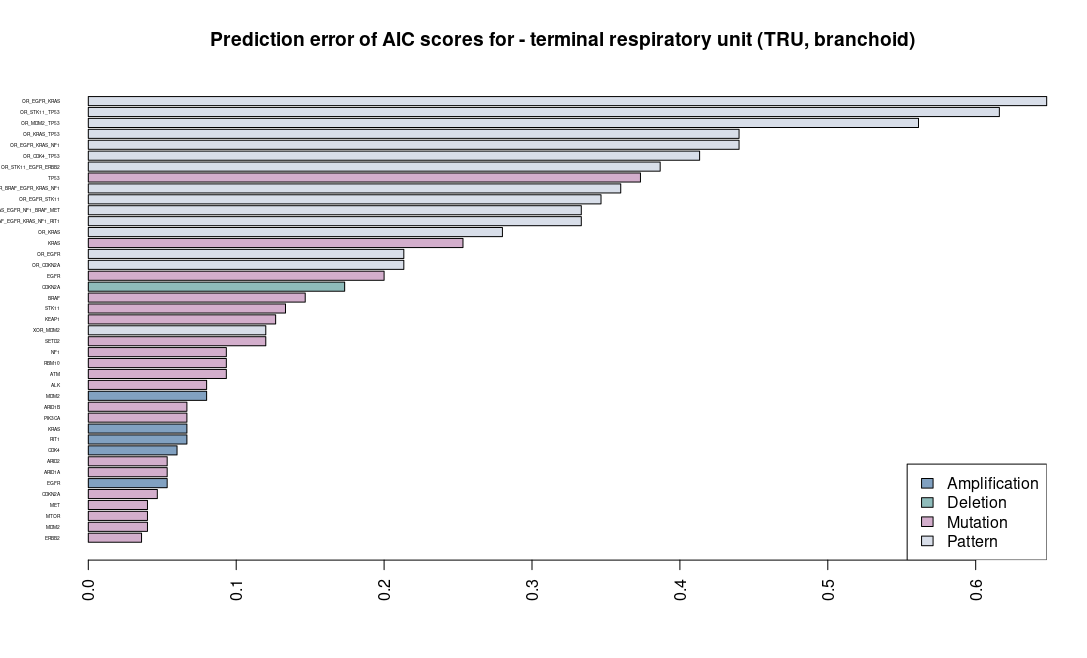 Prediction error of AIC scores for - terminal respiratory unit (TRU, branchoid)
OR_EGFR_KRAS
OR_STK11_TP53
OR_MDM2_TP53
OR_KRAS_TP53
OR_EGFR_KRAS_NF1
OR_CDK4_TP53
OR_STK11_EGFR_ERBB2
TP53
R_BRAF_EGFR_KRAS_NF1
OR_EGFR_STK11
AS_EGFR_NF1_BRAF_MET
AF_EGFR_KRAS_NF1_RIT1
OR_KRAS
KRAS
OR_EGFR
OR_CDKN2A
EGFR
CDKN2A
BRAF
STK11
KEAP1
XOR_MDM2
SETD2
NF1
RBM10
ATM
ALK
MDM2
ARID1B
PIK3CA
KRAS
RIT1
CDK4
ARID2
ARID1A
EGFR
CDKN2A
MET
MTOR
MDM2
ERBB2
Amplification
Deletion
Mutation
Pattern
0.0 0.1 0.2 0.3 0.4 0.5 0.6